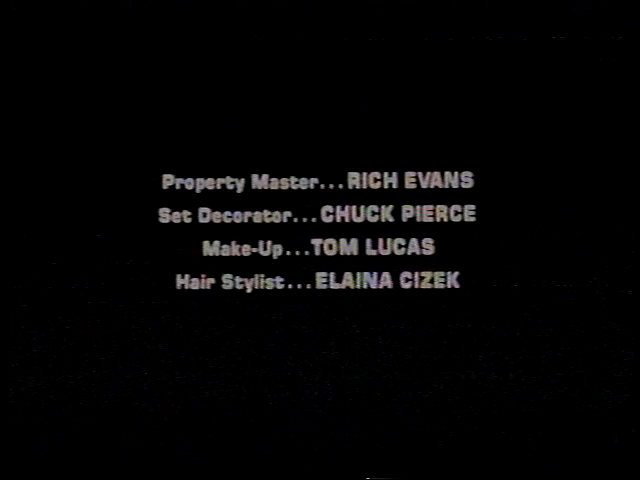 Property Master...RICH EVANS
Set Decorator...CHUCK PIERCE
Make-Up...TOM LUCAS
Hair Stylist...ELAINA CIZEK